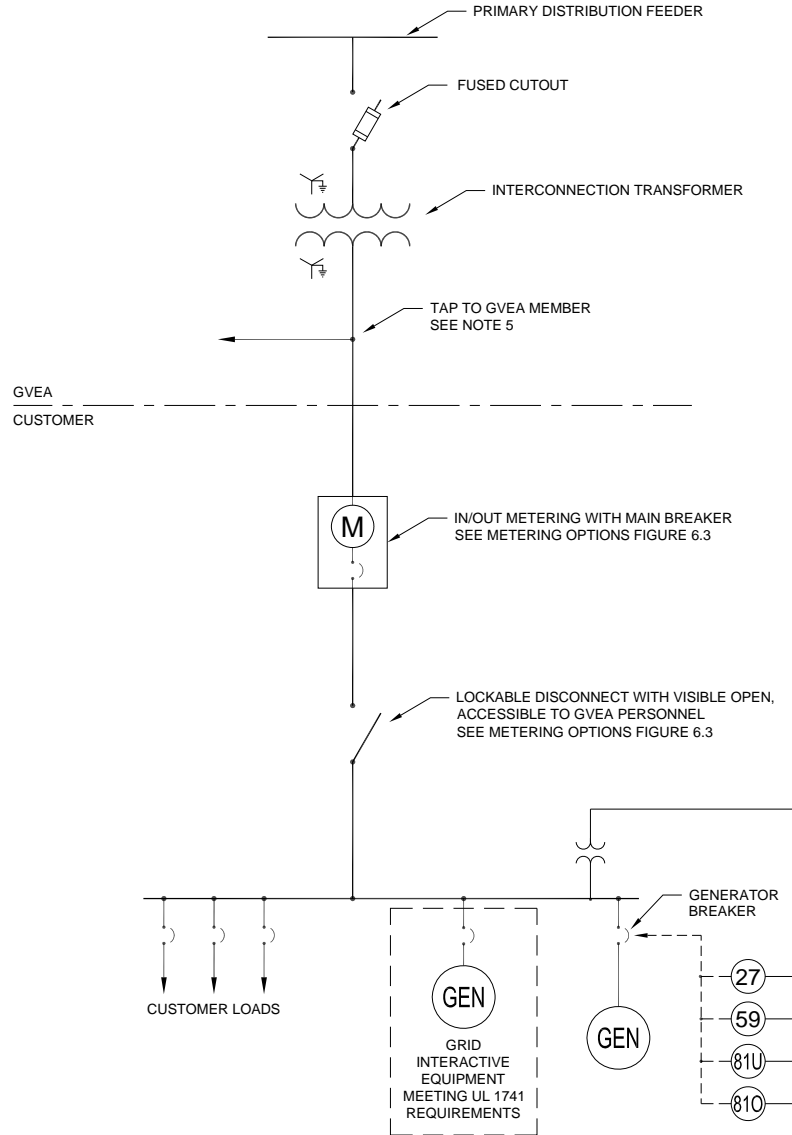 PRIMARY DISTRIBUTION FEEDER
FUSED CUTOUT
INTERCONNECTION TRANSFORMER
TAP TO GVEA MEMBER
SEE NOTE 5
GVEA
CUSTOMER
M
IN/OUT METERING WITH MAIN BREAKER
SEE METERING OPTIONS FIGURE 6.3
LOCKABLE DISCONNECT WITH VISIBLE OPEN,
ACCESSIBLE TO GVEA PERSONNEL
SEE METERING OPTIONS FIGURE 6.3
GENERATOR
BREAKER
CUSTOMER LOADS
GEN
GRID
INTERACTIVE
EQUIPMENT
MEETING UL 1741
REQUIREMENTS
GEN
27
59
81U
81O